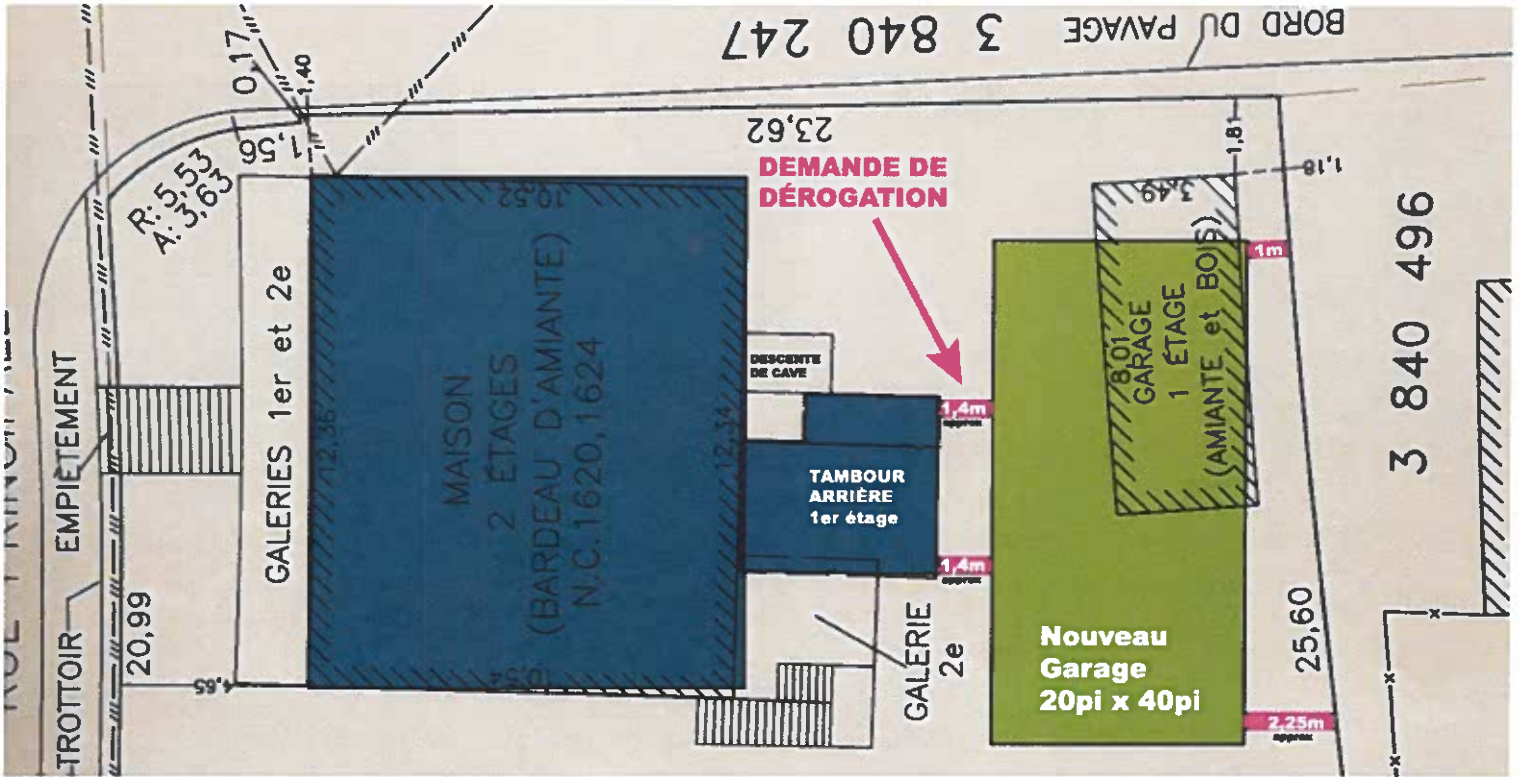 BORD DU PAVAGE
3 840 247
0,17
1,40
1,56
R: 5,53
A: 3,63
23,62
DEMANDE DE
DÉROGATION
1,81
1,18
3,49
10,52
GALERIES 1er et 2e
EMPIÈTEMENT
TROTTOIR
20,99
4,65
12,36
MAISON
2 ÉTAGES
(BARDEAU D'AMIANTE)
N.C.1620,1624
12,34
DESCENTE
DE CAVE
TAMBOUR
ARRIÈRE
1er étage
1,4m
approx
1,4m
approx
GALERIE
2e
8,01
GARAGE
1 ÉTAGE
(AMIANTE et BOIS)
1m
Nouveau
Garage
20pi x 40pi
2,25m
approx
25,60
3 840 496